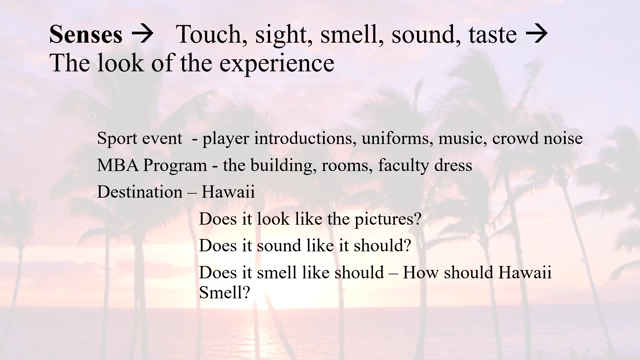 Senses → Touch, sight, smell, sound, taste →
The look of the experience
Sport event - player introductions, uniforms, music, crowd noise
MBA Program - the building, rooms, faculty dress
Destination – Hawaii
Does it look like the pictures?
Does it sound like it should?
Does it smell like should – How should Hawaii
Smell?